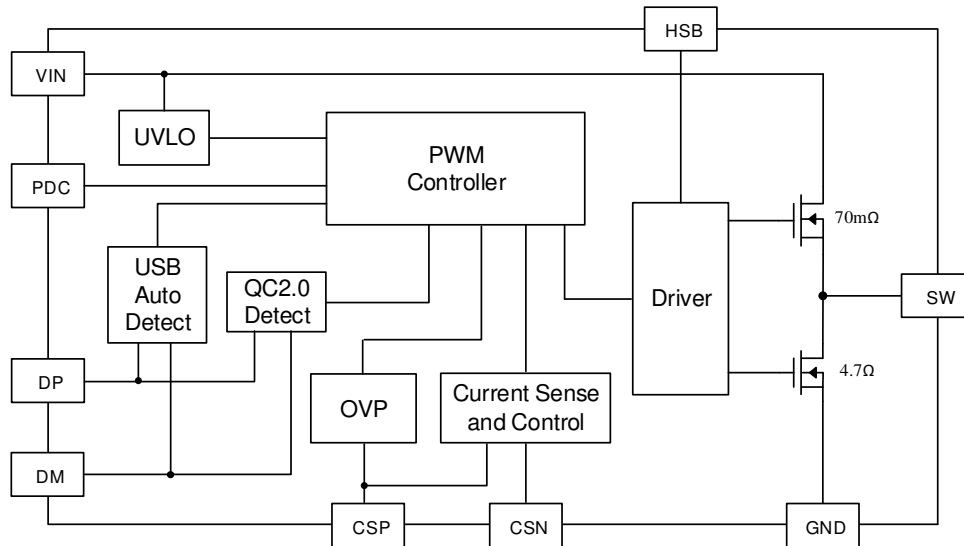 HSB
VIN
UVLO
PWM
Controller
PDC
70mΩ
USB
Auto
Detect
QC2.0
Detect
Driver
SW
DP
OVP
Current Sense
and Control
4.7Ω
DM
CSP
CSN
GND